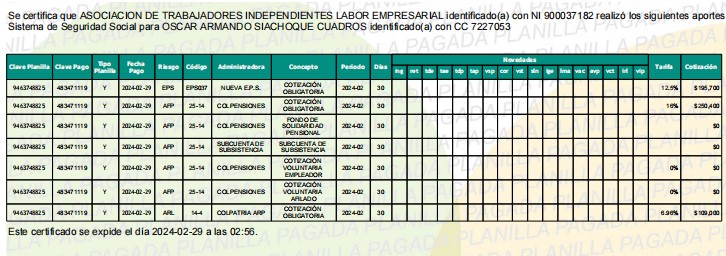 Se certifica que ASOCIACION DE TRABAJADORES INDEPENDIENTES LABOR EMPRESARIAL identificado(a) con NI 900037182 realizó los siguientes aportes
Sistema de Seguridad Social para OSCAR ARMANDO SIACHOQUE CUADROS identificado(a) con CC 7227053
Clave Planilla Clave Pago Tipo Planilla Fecha Pago Riesgo Código Administradora Concepto Periodo Días Novedades Tarifa Cotización
ing ret tde tae tdp tap vsp cor vst sln ige lma vac avp vct irl vip
9463748825 483471119 Y 2024-02-29 EPS EPS037 NUEVA E.P.S. COTIZACIÓN OBLIGATORIA 2024-02 30 12.5% $195,700
9463748825 483471119 Y 2024-02-29 AFP 25-14 COLPENSIONES COTIZACIÓN OBLIGATORIA 2024-02 30 16% $250,400
9463748825 483471119 Y 2024-02-29 AFP 25-14 COLPENSIONES FONDO DE SOLIDARIDAD PENSIONAL 2024-02 30 $0
9463748825 483471119 Y 2024-02-29 AFP 25-14 SUBCUENTA DE SUBSISTENCIA SUBCUENTA DE SUBSISTENCIA 2024-02 30 $0
9463748825 483471119 Y 2024-02-29 AFP 25-14 COLPENSIONES COTIZACIÓN VOLUNTARIA EMPLEADOR 2024-02 30 0% $0
9463748825 483471119 Y 2024-02-29 AFP 25-14 COLPENSIONES COTIZACIÓN VOLUNTARIA AFILIADO 2024-02 30 0% $0
9463748825 483471119 Y 2024-02-29 ARL 14-4 COLPATRIA ARP COTIZACIÓN OBLIGATORIA 2024-02 30 6.96% $109,000
Este certificado se expide el día 2024-02-29 a las 02:56.
PLANILLA PAGADA PLANILLA PAGADA PLANILLA PAGADA